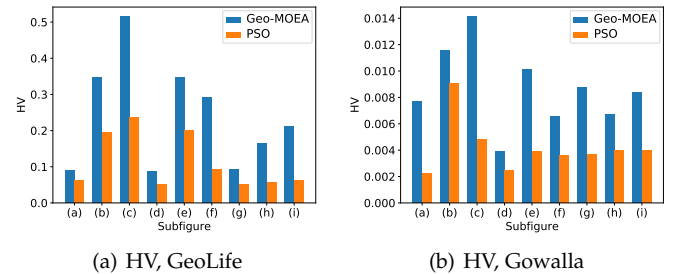 0.5
0.4
0.3
0.2
0.1
0.0
HV
Geo-MOEA
PSO
(a) (b) (c) (d) (e) (f) (g) (h) (i)
Subfigure
(a) HV, GeoLife
0.014
0.012
0.010
0.008
0.006
0.004
0.002
0.000
HV
Geo-MOEA
PSO
(a) (b) (c) (d) (e) (f) (g) (h) (i)
Subfigure
(b) HV, Gowalla